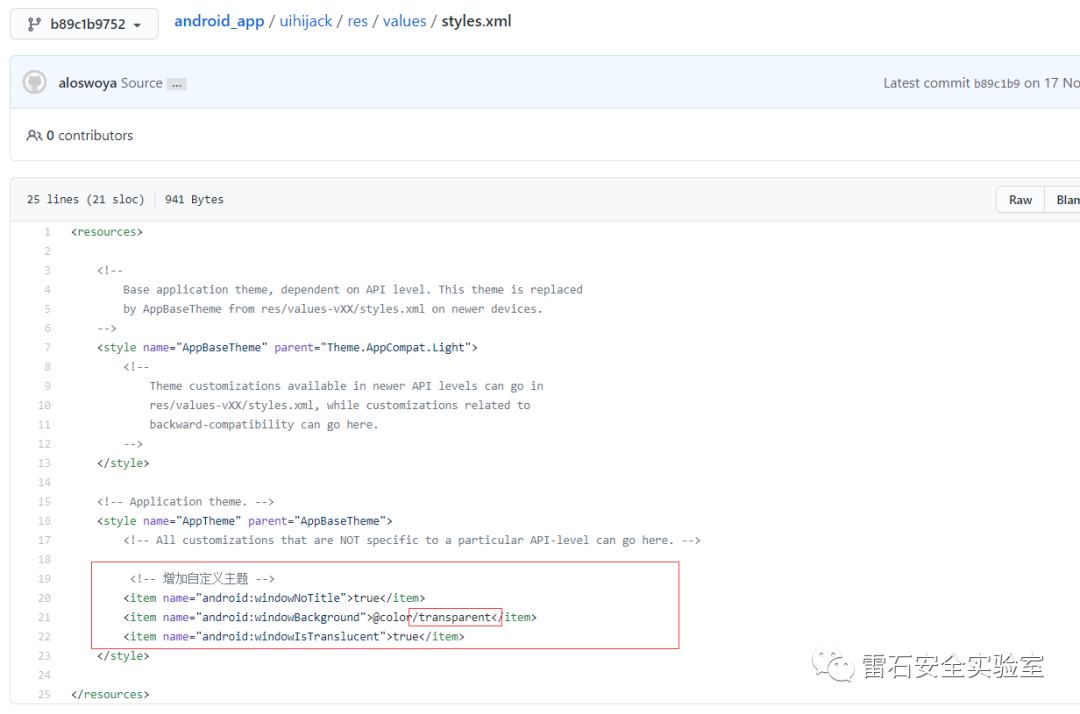 b89c1b9752
android_app / uihijack / res / values / styles.xml
aloswoya Source ...
Latest commit b89c1b9 on 17 No
0 contributors
25 lines (21 sloc) 941 Bytes
Raw Blam
1 <resources>
2
3 <!--
4 Base application theme, dependent on API level. This theme is replaced
5 by AppBaseTheme from res/values-vXX/styles.xml on newer devices.
6 -->
7 <style name="AppBaseTheme" parent="Theme.AppCompat.Light">
8 <!--
9 Theme customizations available in newer API levels can go in
10 res/values-vXX/styles.xml, while customizations related to
11 backward-compatibility can go here.
12 -->
13 </style>
14
15 <!-- Application theme. -->
16 <style name="AppTheme" parent="AppBaseTheme">
17 <!-- All customizations that are NOT specific to a particular API-level can go here. -->
18
19 <!-- 增加自定义主题 -->
20 <item name="android:windowNoTitle">true</item>
21 <item name="android:windowBackground">@color/transparent</item>
22 <item name="android:windowIsTranslucent">true</item>
23 </style>
24
25 </resources>
雷石安全实验室